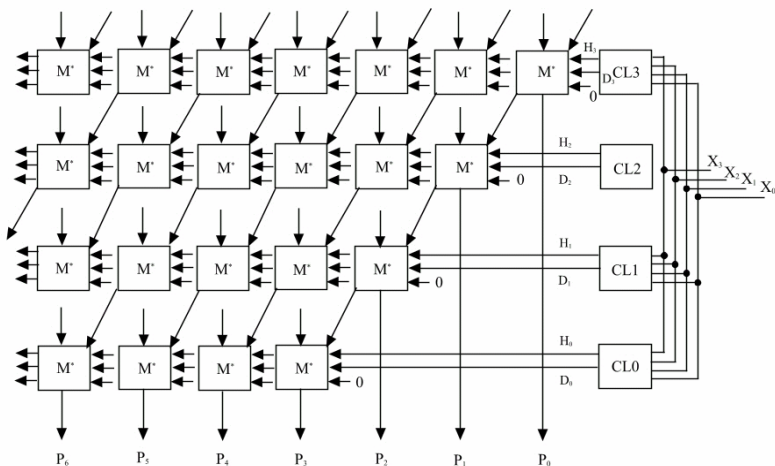 H₃
M* M* M* M* M* M* M* D₃ CL3
0
H₂
M* M* M* M* M* M* CL2 X₃
0 D₂ X₂ X₁ X₀
H₁
M* M* M* M* M* CL1
0 D₁
H₀
M* M* M* M* CL0
0 D₀
P₆ P₅ P₄ P₃ P₂ P₁ P₀